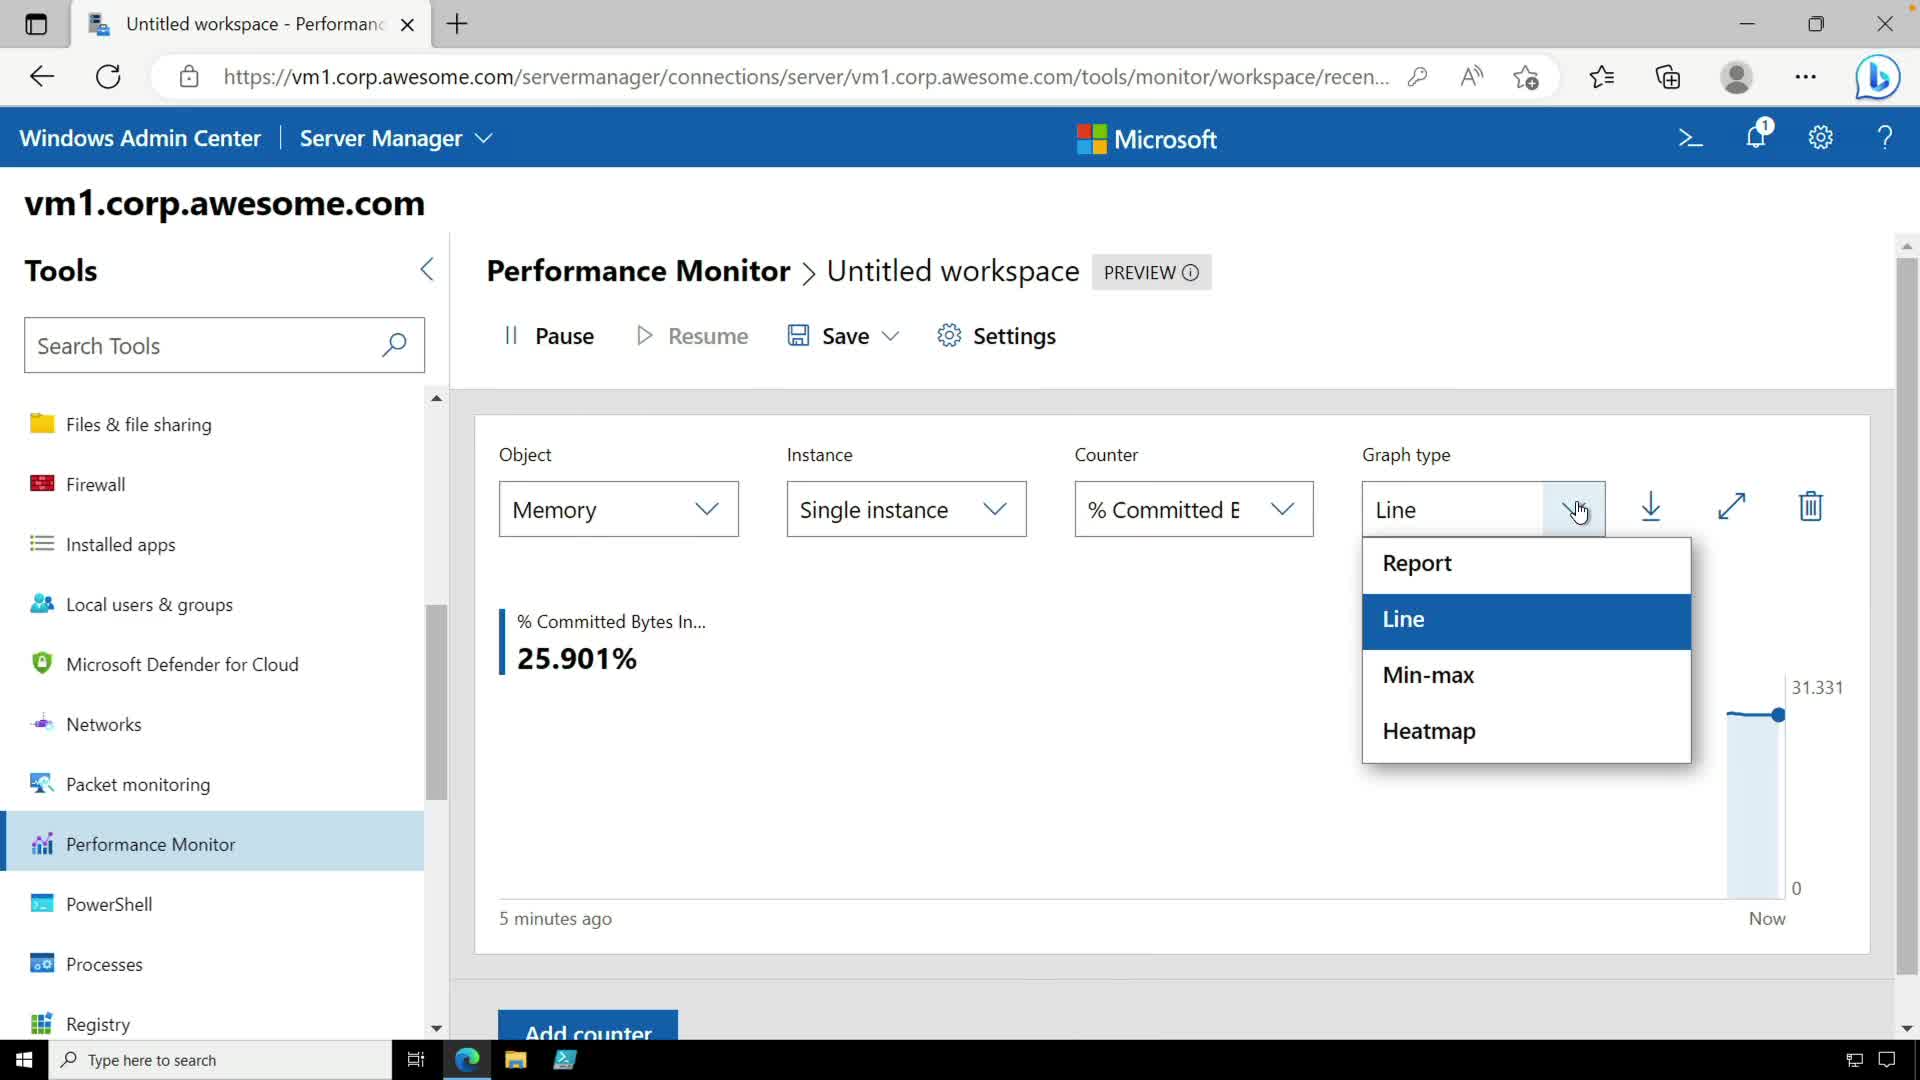 Untitled workspace - Performanc
https://vm1.corp.awesome.com/servermanager/connections/server/vm1.corp.awesome.com/tools/monitor/workspace/recen...
Windows Admin Center
Server Manager
Microsoft
1
vm1.corp.awesome.com
Tools
Search Tools
Files & file sharing
Firewall
Installed apps
Local users & groups
Microsoft Defender for Cloud
Networks
Packet monitoring
Performance Monitor
PowerShell
Processes
Registry
Performance Monitor > Untitled workspace
PREVIEW
Pause
Resume
Save
Settings
Object
Instance
Counter
Graph type
Memory
Single instance
% Committed B
Line
Report
Line
Min-max
Heatmap
% Committed Bytes In...
25.901%
31.331
0
5 minutes ago
Now
Add counter
Type here to search